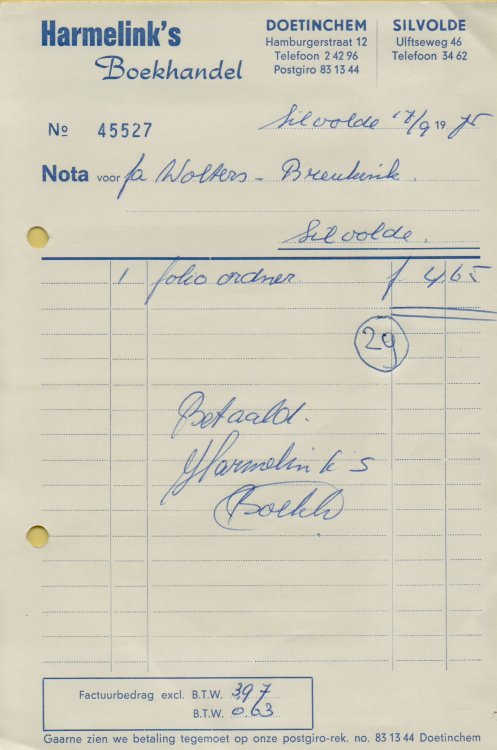 Harmelink's
Boekhandel
DOETINCHEM
Hamburgerstraat 12
Telefoon 2 42 96
Postgiro 83 13 44
SILVOLDE
Ulftseweg 46
Telefoon 34 62
No 45527
Silvolde 17/9 1975
Nota voor fa Wolters - Breukink.
Silvolde.
1 folio ordner f 4,65
29
Betaald.
Harmelink's
Boekh
Factuurbedrag excl. B.T.W. 3,97
B.T.W. 0,63
Gaarne zien we betaling tegemoet op onze postgiro-rek. no. 83 13 44 Doetinchem